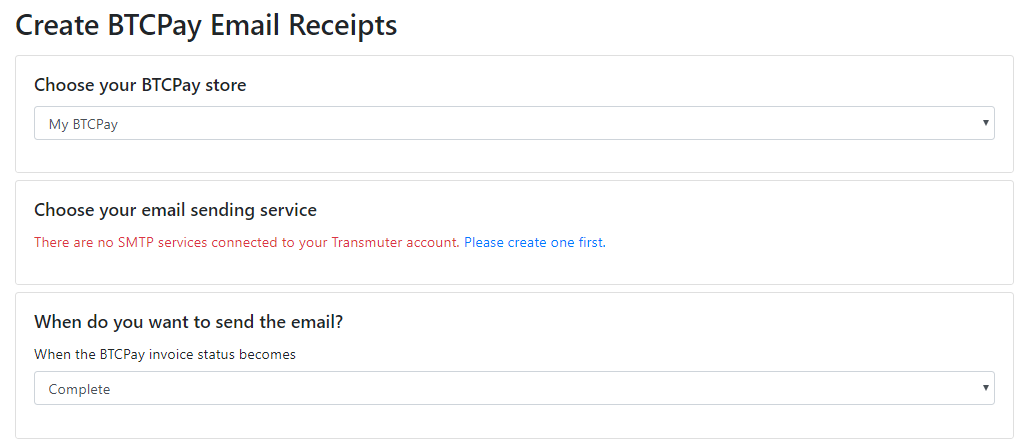 Create BTCPay Email Receipts
Choose your BTCPay store
My BTCPay
Choose your email sending service
There are no SMTP services connected to your Transmuter account. Please create one first.
When do you want to send the email?
When the BTCPay invoice status becomes
Complete